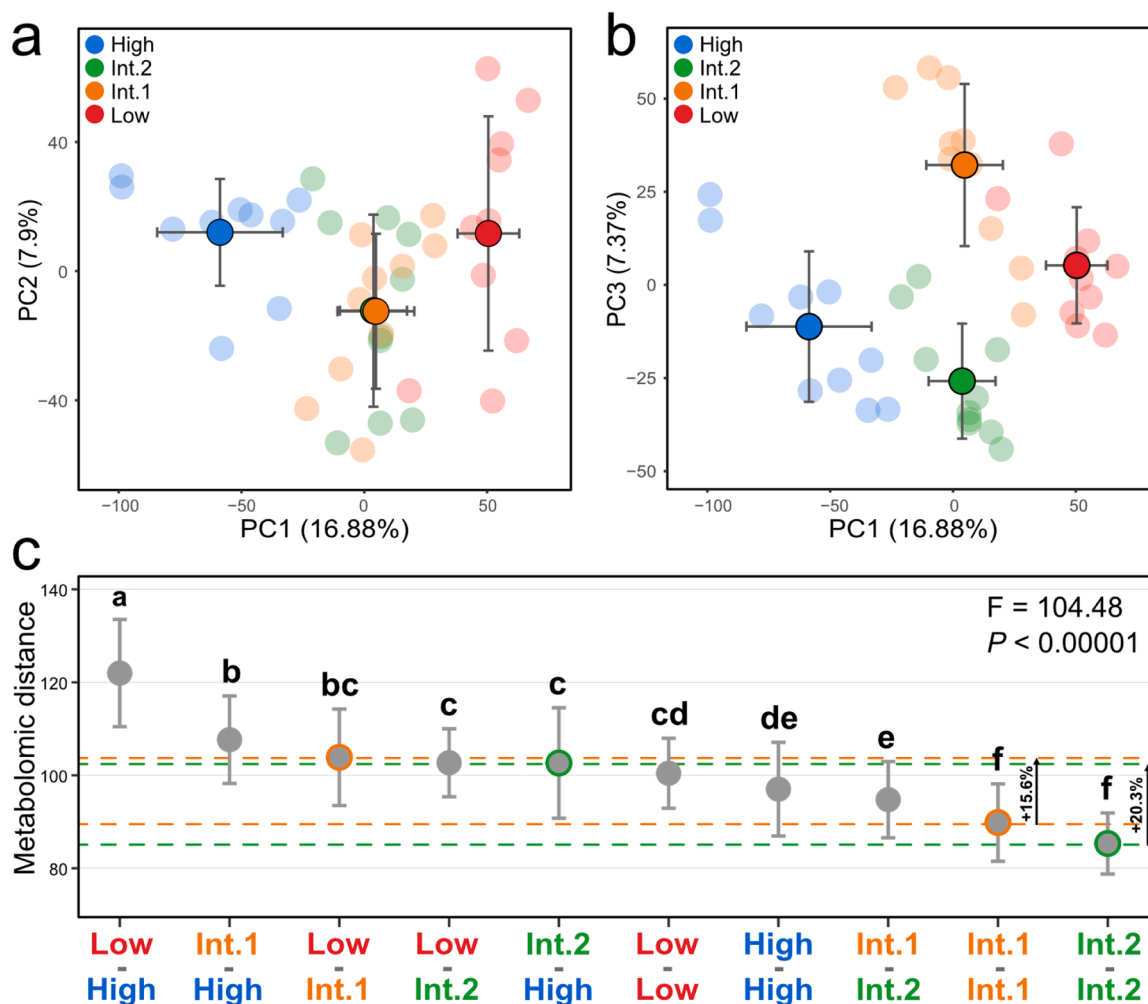 a
High
Int.2
Int.1
Low
PC2 (7.9%)
40
0
−40
−100
−50
0
50
PC1 (16.88%)
b
High
Int.2
Int.1
Low
PC3 (7.37%)
50
25
0
−25
−50
−100
−50
0
50
PC1 (16.88%)
c
Metabolomic distance
140
120
100
80
a
b
bc
c
c
cd
de
e
f
f
F = 104.48
P < 0.00001
+15.6%
+20.3%
Low Int.1 Low Low Int.2 Low High Int.1 Int.1 Int.2
- - - - - - - - - -
High High Int.1 Int.2 High Low High Int.2 Int.1 Int.2